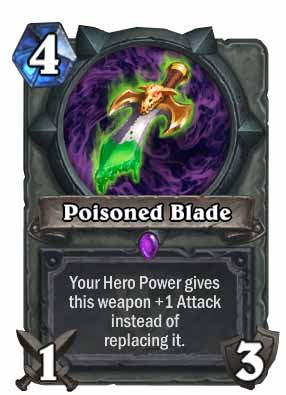 4
Poisoned Blade
Your Hero Power gives
this weapon +1 Attack
instead of
replacing it.
1
3